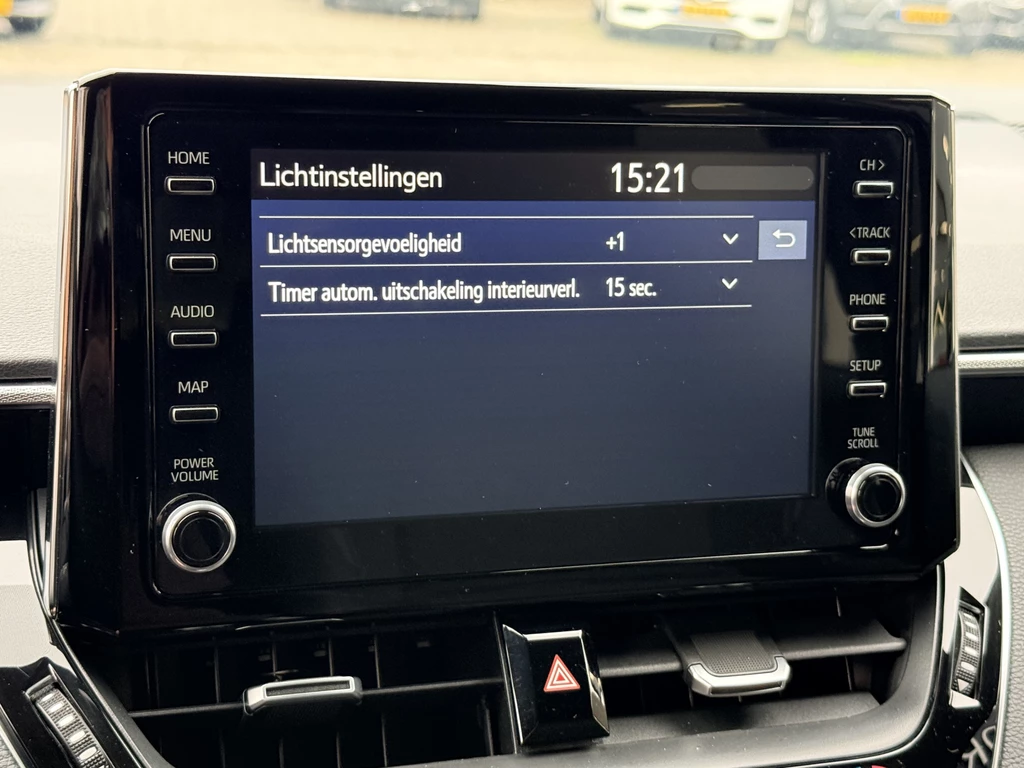 HOME
MENU
AUDIO
MAP
POWER
VOLUME
Lichtinstellingen 15:21
Lichtsensorgevoeligheid +1
Timer autom. uitschakeling interieurverl. 15 sec.
CH >
< TRACK
PHONE
SETUP
TUNE
SCROLL